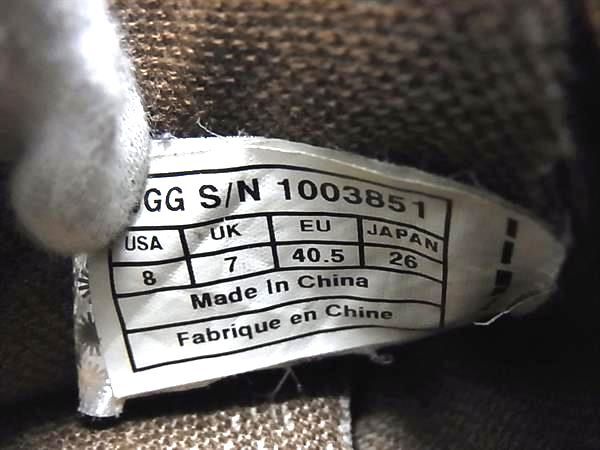 GG S/N 1003851
USA UK EU JAPAN
8 7 40.5 26
Made In China
Fabrique en Chine